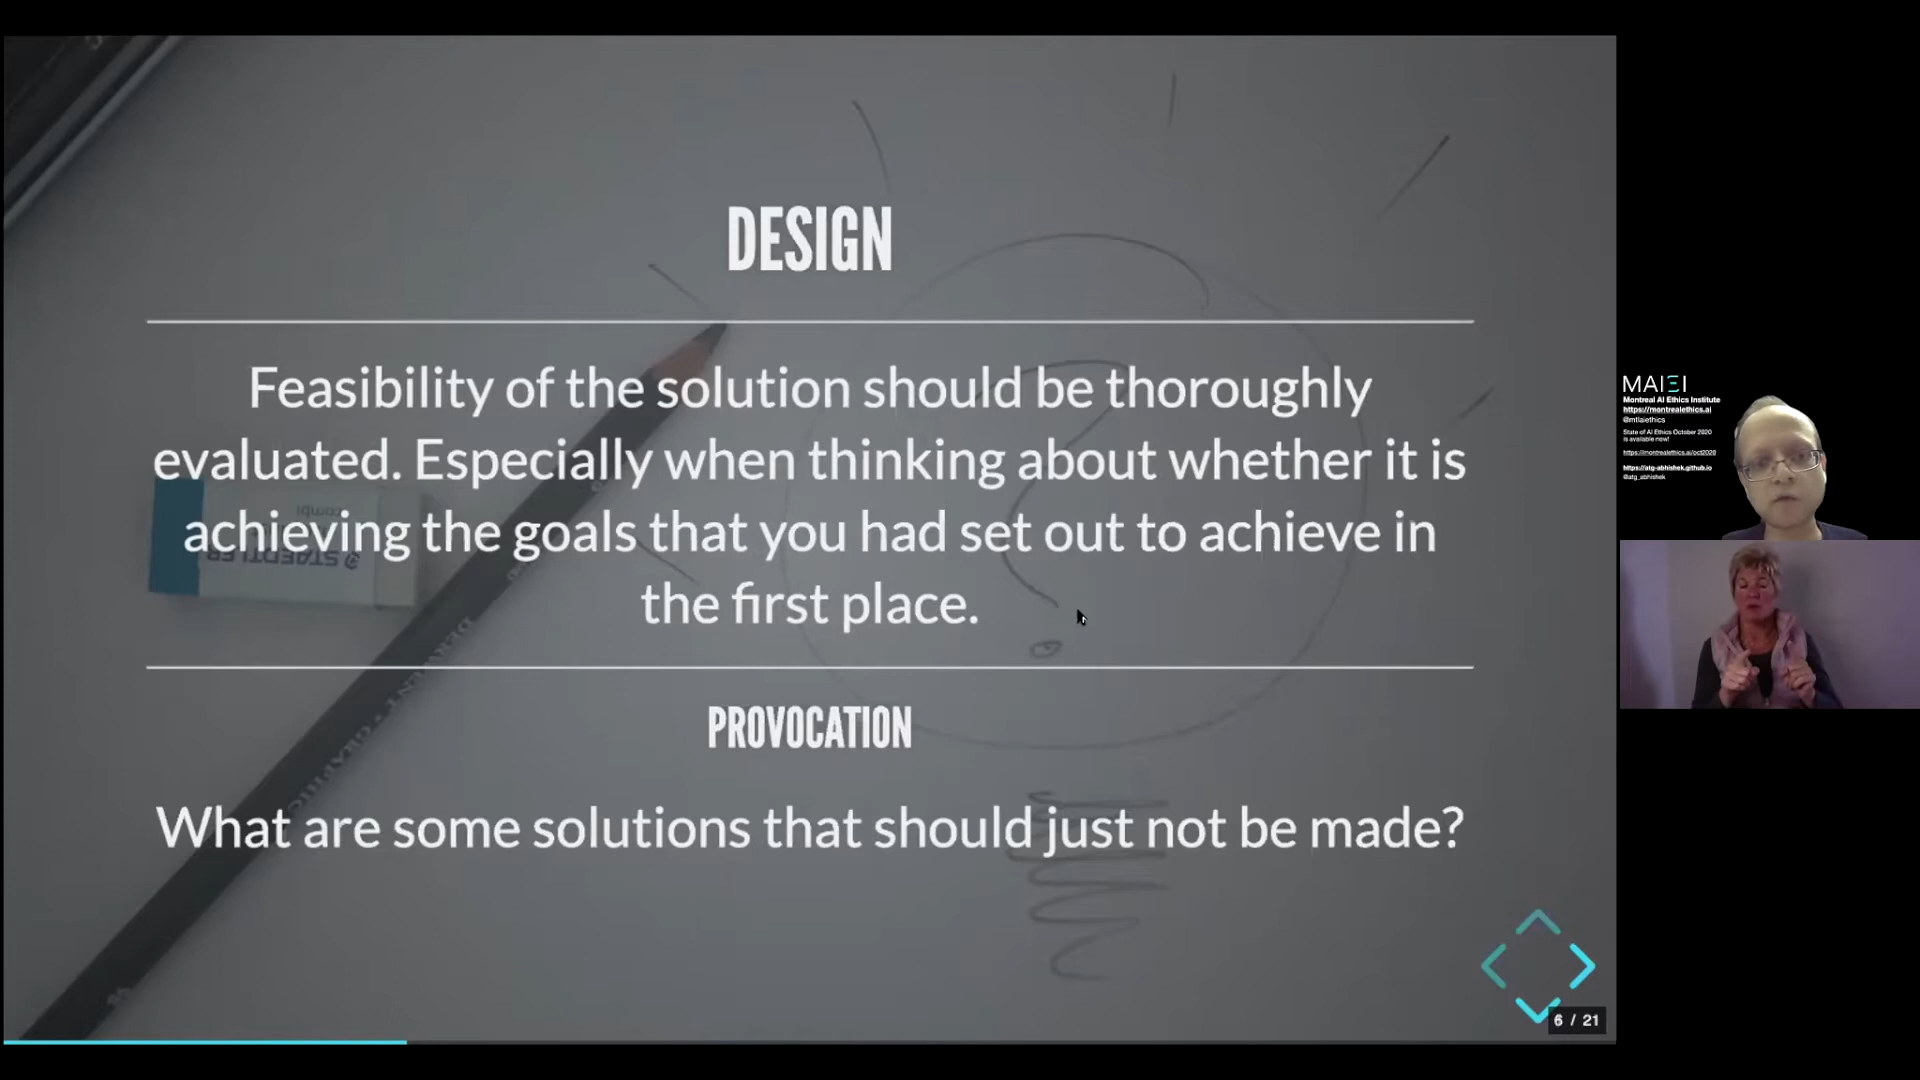 DESIGN
Feasibility of the solution should be thoroughly
evaluated. Especially when thinking about whether it is
achieving the goals that you had set out to achieve in
the first place.
PROVOCATION
What are some solutions that should just not be made?
6 / 21
STAEDTLER
DERWENT • GRAPHIC
MAIEI
Montreal AI Ethics Institute
https://montrealethics.ai
@mtlaiethics
State of AI Ethics October 2020
is available now!
https://montrealethics.ai/oct2020
https://atg-abhishek.github.io
@atg_abhishek